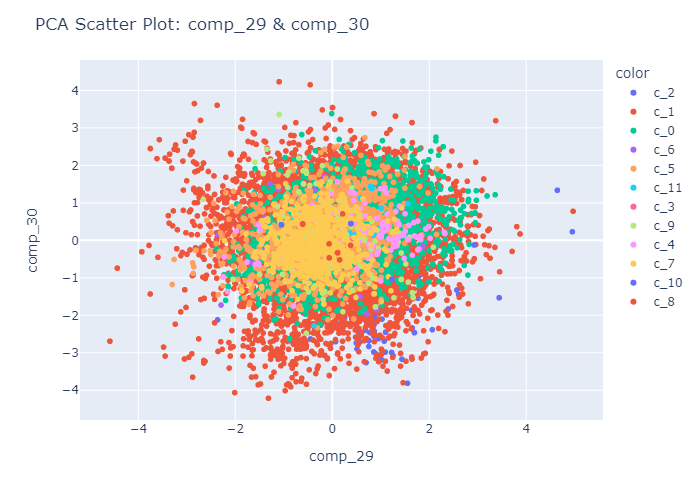 PCA Scatter Plot: comp_29 & comp_30
color
c_2
c_1
c_0
c_6
c_5
c_11
c_3
c_9
c_4
c_7
c_10
c_8
4
3
2
1
0
−1
−2
−3
−4
comp_30
−4
−2
0
2
4
comp_29